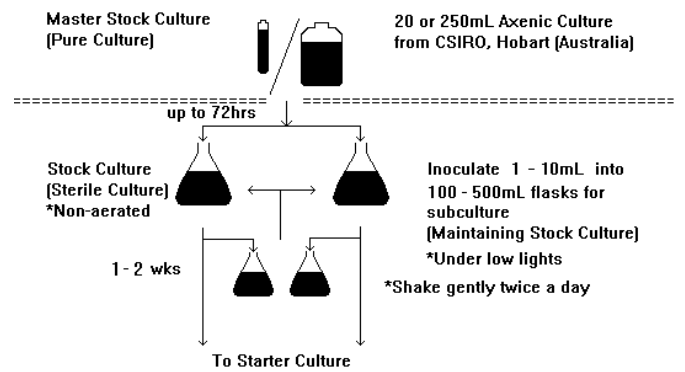 Master Stock Culture
(Pure Culture)
20 or 250mL Axenic Culture
from CSIRO, Hobart (Australia)
up to 72hrs
Stock Culture
(Sterile Culture)
*Non-aerated
Inoculate 1 - 10mL into
100 - 500mL flasks for
subculture
(Maintaining Stock Culture)
*Under low lights
*Shake gently twice a day
1 - 2 wks
To Starter Culture